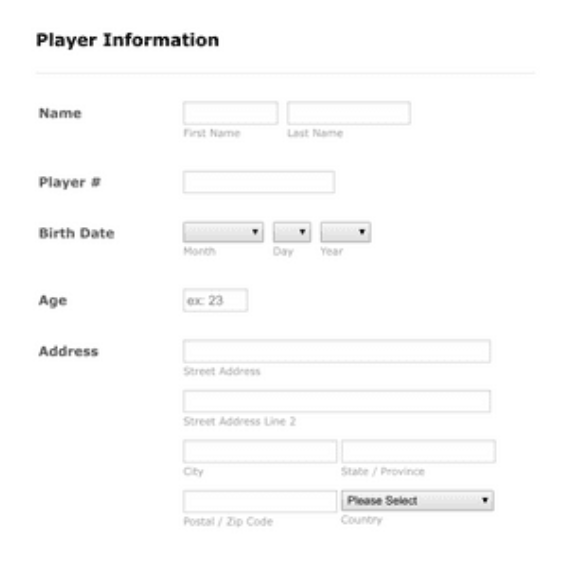 Player Information
Name
First Name Last Name
Player #
Birth Date
Month Day Year
Age ex: 23
Address
Street Address
Street Address Line 2
City State / Province
Please Select
Postal / Zip Code Country